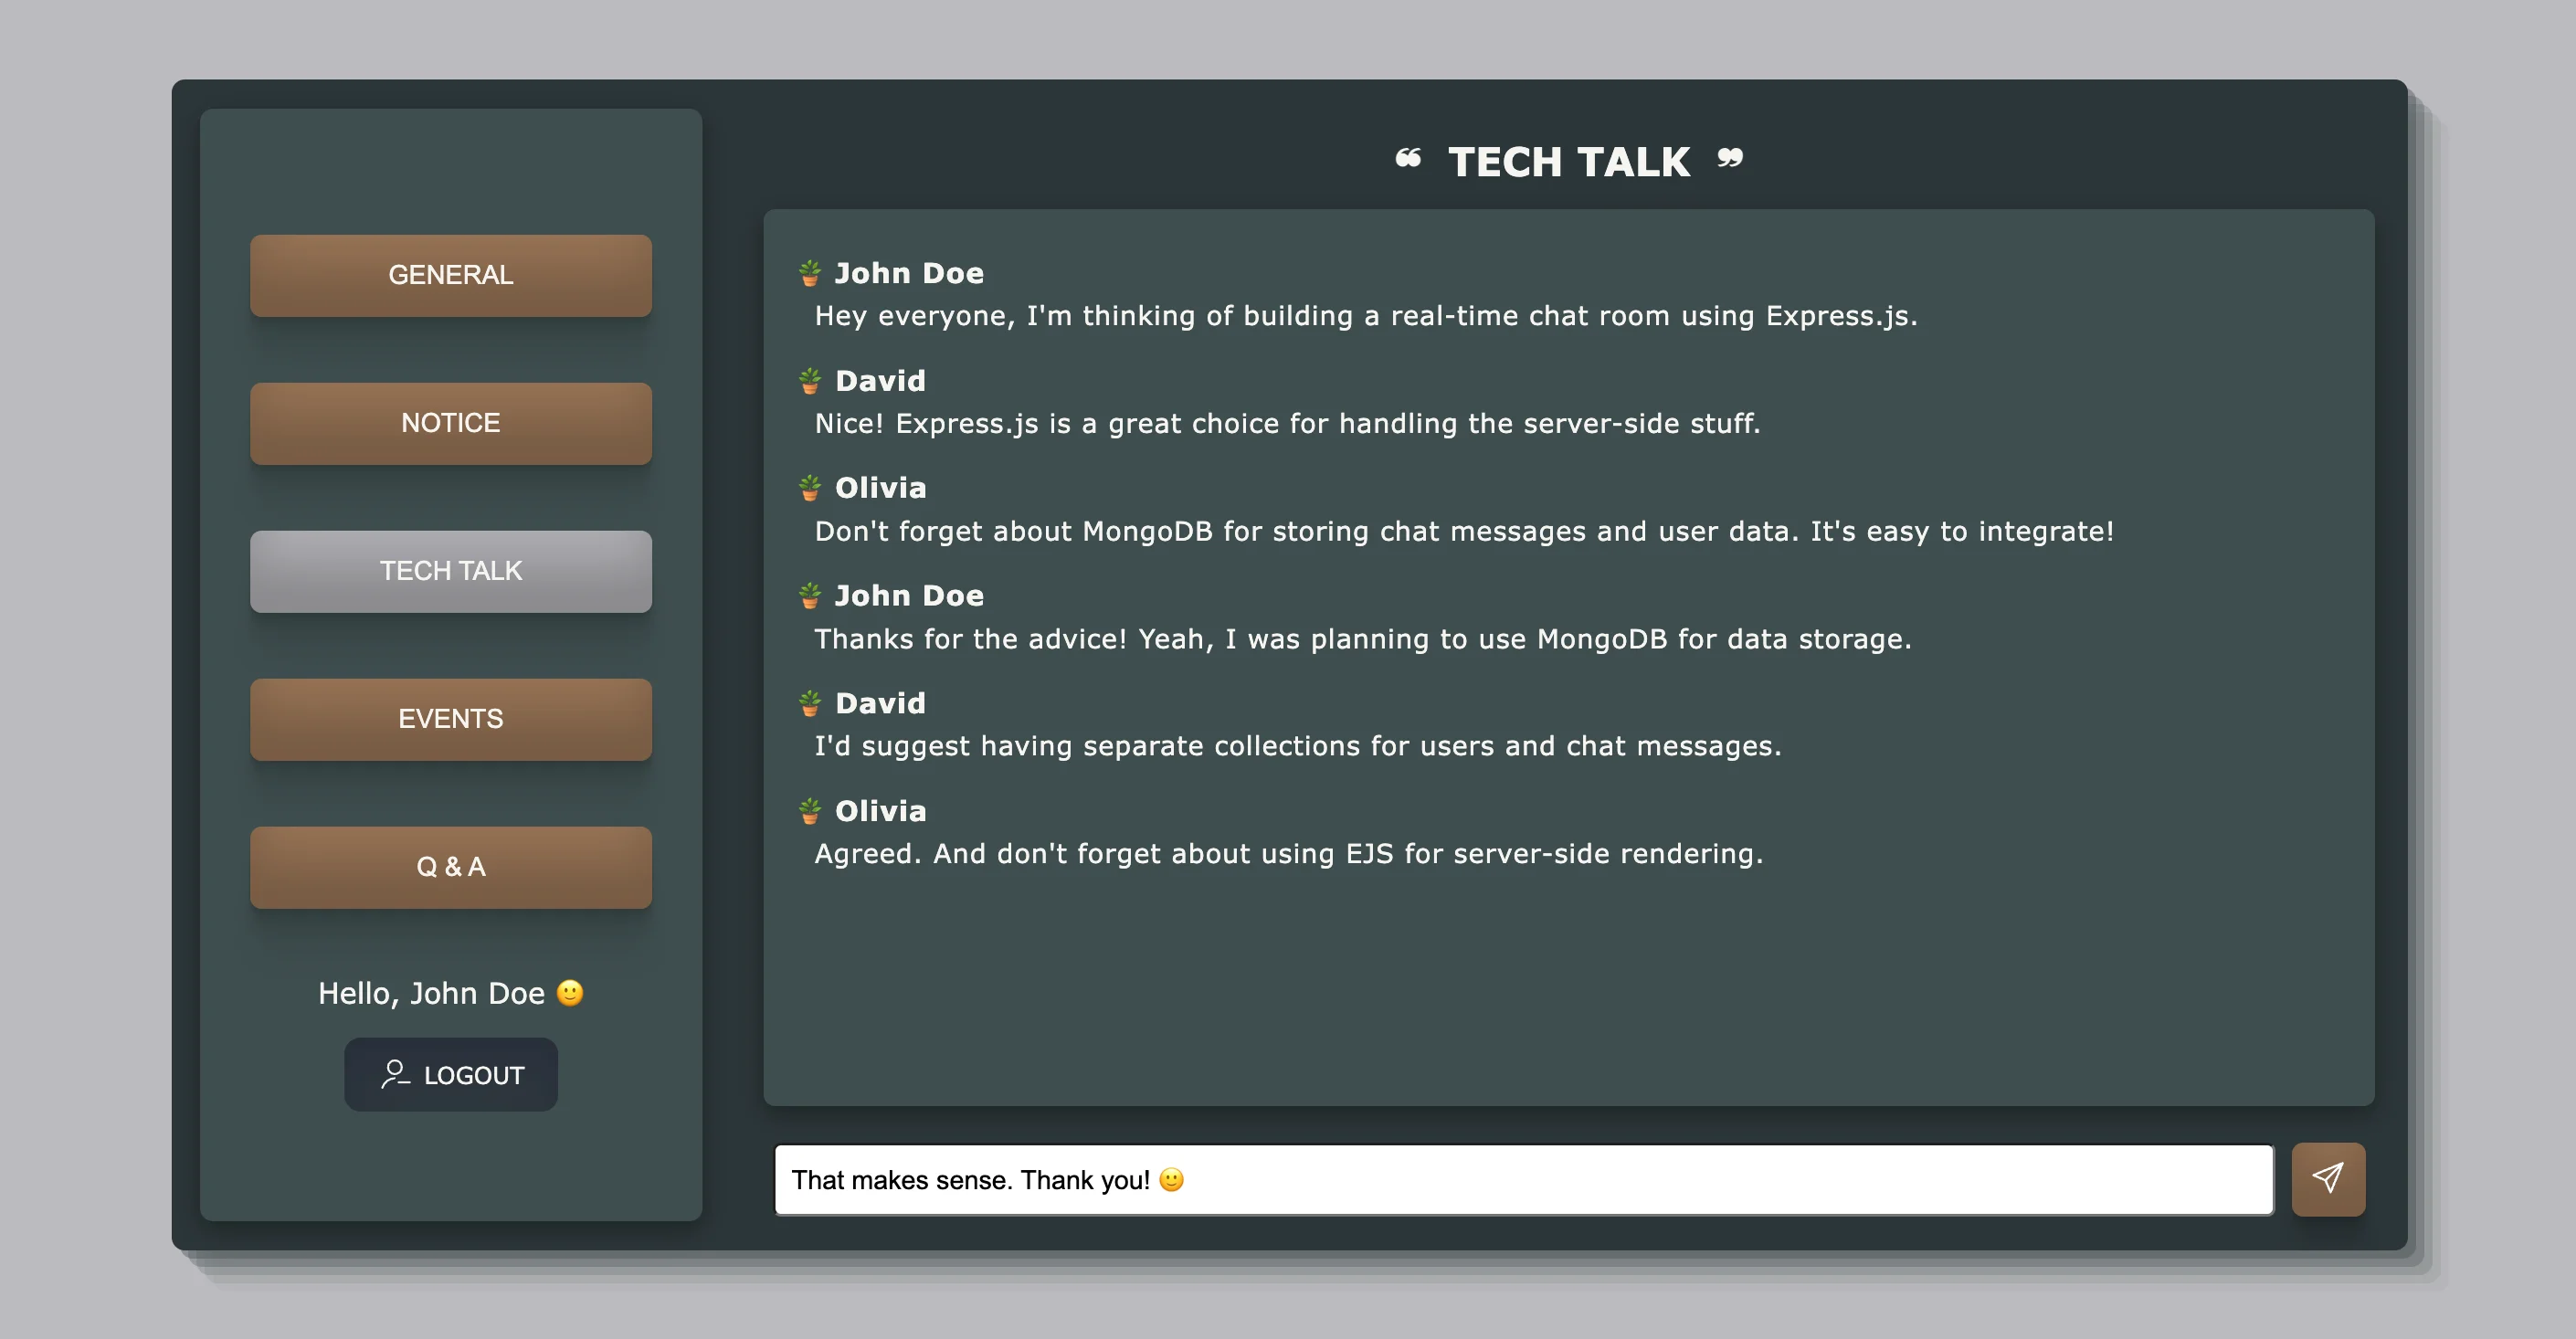 GENERAL
NOTICE
TECH TALK
EVENTS
Q & A
Hello, John Doe 🙂
LOGOUT
❝ TECH TALK ❞
🪴 John Doe
Hey everyone, I'm thinking of building a real-time chat room using Express.js.
🪴 David
Nice! Express.js is a great choice for handling the server-side stuff.
🪴 Olivia
Don't forget about MongoDB for storing chat messages and user data. It's easy to integrate!
🪴 John Doe
Thanks for the advice! Yeah, I was planning to use MongoDB for data storage.
🪴 David
I'd suggest having separate collections for users and chat messages.
🪴 Olivia
Agreed. And don't forget about using EJS for server-side rendering.
That makes sense. Thank you! 🙂